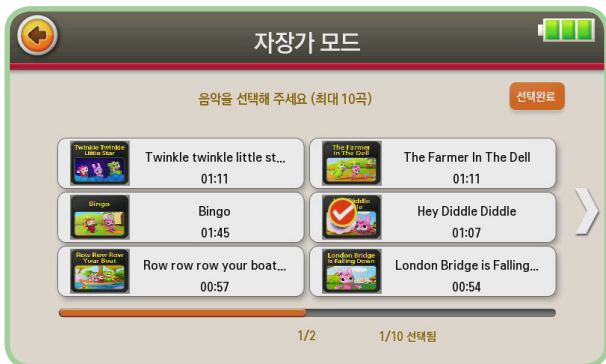 자장가 모드
음악을 선택해 주세요 (최대 10곡)
선택완료
Twinkle Twinkle
Little Star
Twinkle twinkle little st...
01:11
The Farmer
In The Dell
The Farmer In The Dell
01:11
Bingo
Bingo
01:45
Hey Diddle Diddle
01:07
Row Row Row
Your Boat
Row row row your boat...
00:57
London Bridge
is Falling Down
London Bridge is Falling...
00:54
1/2
1/10 선택됨